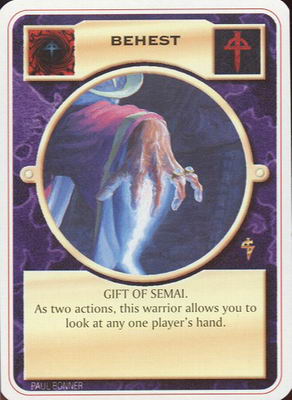 BEHEST
GIFT OF SEMAI.
As two actions, this warrior allows you to
look at any one player's hand.
PAUL BONNER